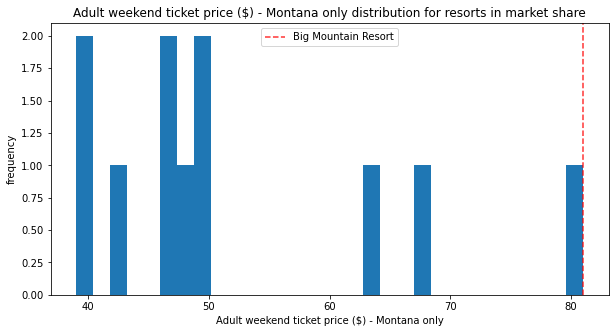 Adult weekend ticket price ($) - Montana only distribution for resorts in market share
Big Mountain Resort
2.00
1.75
1.50
1.25
1.00
0.75
0.50
0.25
0.00
frequency
40 50 60 70 80
Adult weekend ticket price ($) - Montana only